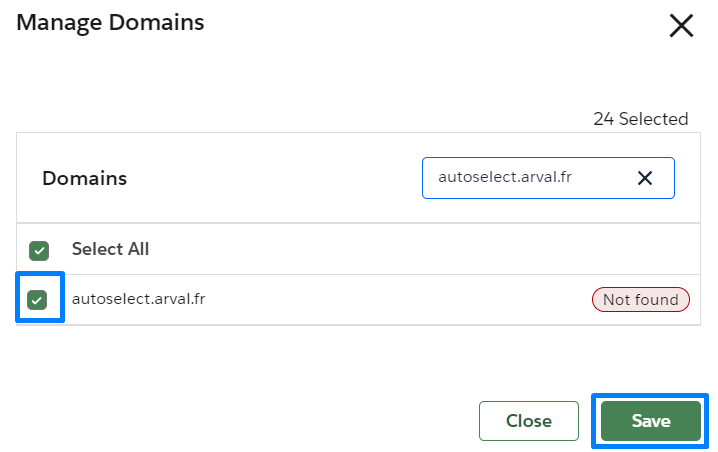 Manage Domains
24 Selected
Domains
autoselect.arval.fr
Select All
autoselect.arval.fr
Not found
Close
Save